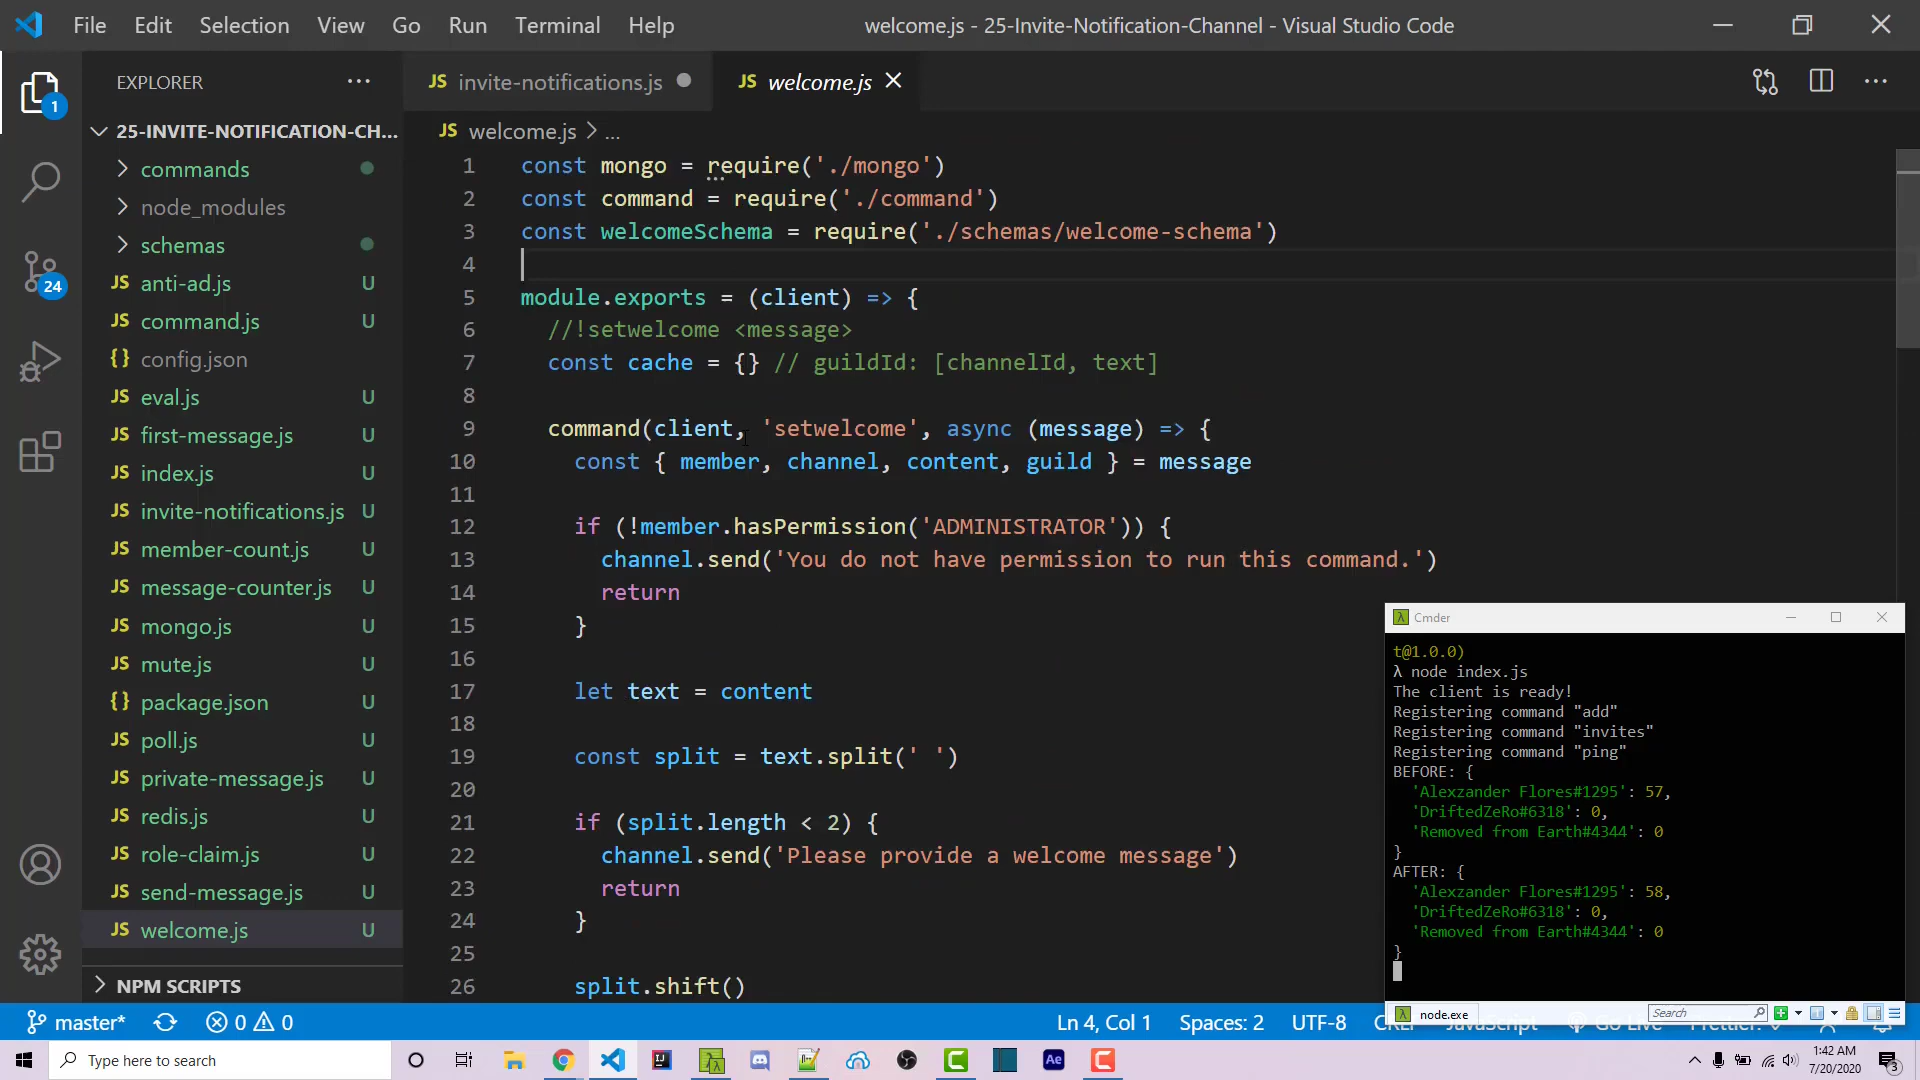 File Edit Selection View Go Run Terminal Help
welcome.js - 25-Invite-Notification-Channel - Visual Studio Code
EXPLORER
JS invite-notifications.js
JS welcome.js
1
25-INVITE-NOTIFICATION-CH...
JS welcome.js > ...
commands
node_modules
schemas
JS anti-ad.js U
24
JS command.js U
{} config.json
JS eval.js U
JS first-message.js U
JS index.js U
JS invite-notifications.js U
JS member-count.js U
JS message-counter.js U
JS mongo.js U
JS mute.js U
{} package.json U
JS poll.js U
JS private-message.js U
JS redis.js U
JS role-claim.js U
JS send-message.js U
JS welcome.js U
NPM SCRIPTS
1 const mongo = require('./mongo')
2 const command = require('./command')
3 const welcomeSchema = require('./schemas/welcome-schema')
4
5 module.exports = (client) => {
6 //!setwelcome <message>
7 const cache = {} // guildId: [channelId, text]
8
9 command(client, 'setwelcome', async (message) => {
10 const { member, channel, content, guild } = message
11
12 if (!member.hasPermission('ADMINISTRATOR')) {
13 channel.send('You do not have permission to run this command.')
14 return
15 }
16
17 let text = content
18
19 const split = text.split(' ')
20
21 if (split.length < 2) {
22 channel.send('Please provide a welcome message')
23 return
24 }
25
26 split.shift()
Cmder
t@1.0.0)
λ node index.js
The client is ready!
Registering command "add"
Registering command "invites"
Registering command "ping"
BEFORE: {
'Alexzander Flores#1295': 57,
'DriftedZeRo#6318': 0,
'Removed from Earth#4344': 0
}
AFTER: {
'Alexzander Flores#1295': 58,
'DriftedZeRo#6318': 0,
'Removed from Earth#4344': 0
}
node.exe
Search
master* 0 0
Ln 4, Col 1 Spaces: 2 UTF-8 CRLF JavaScript Go Live
Type here to search
Ae
1:42 AM
7/20/2020
3